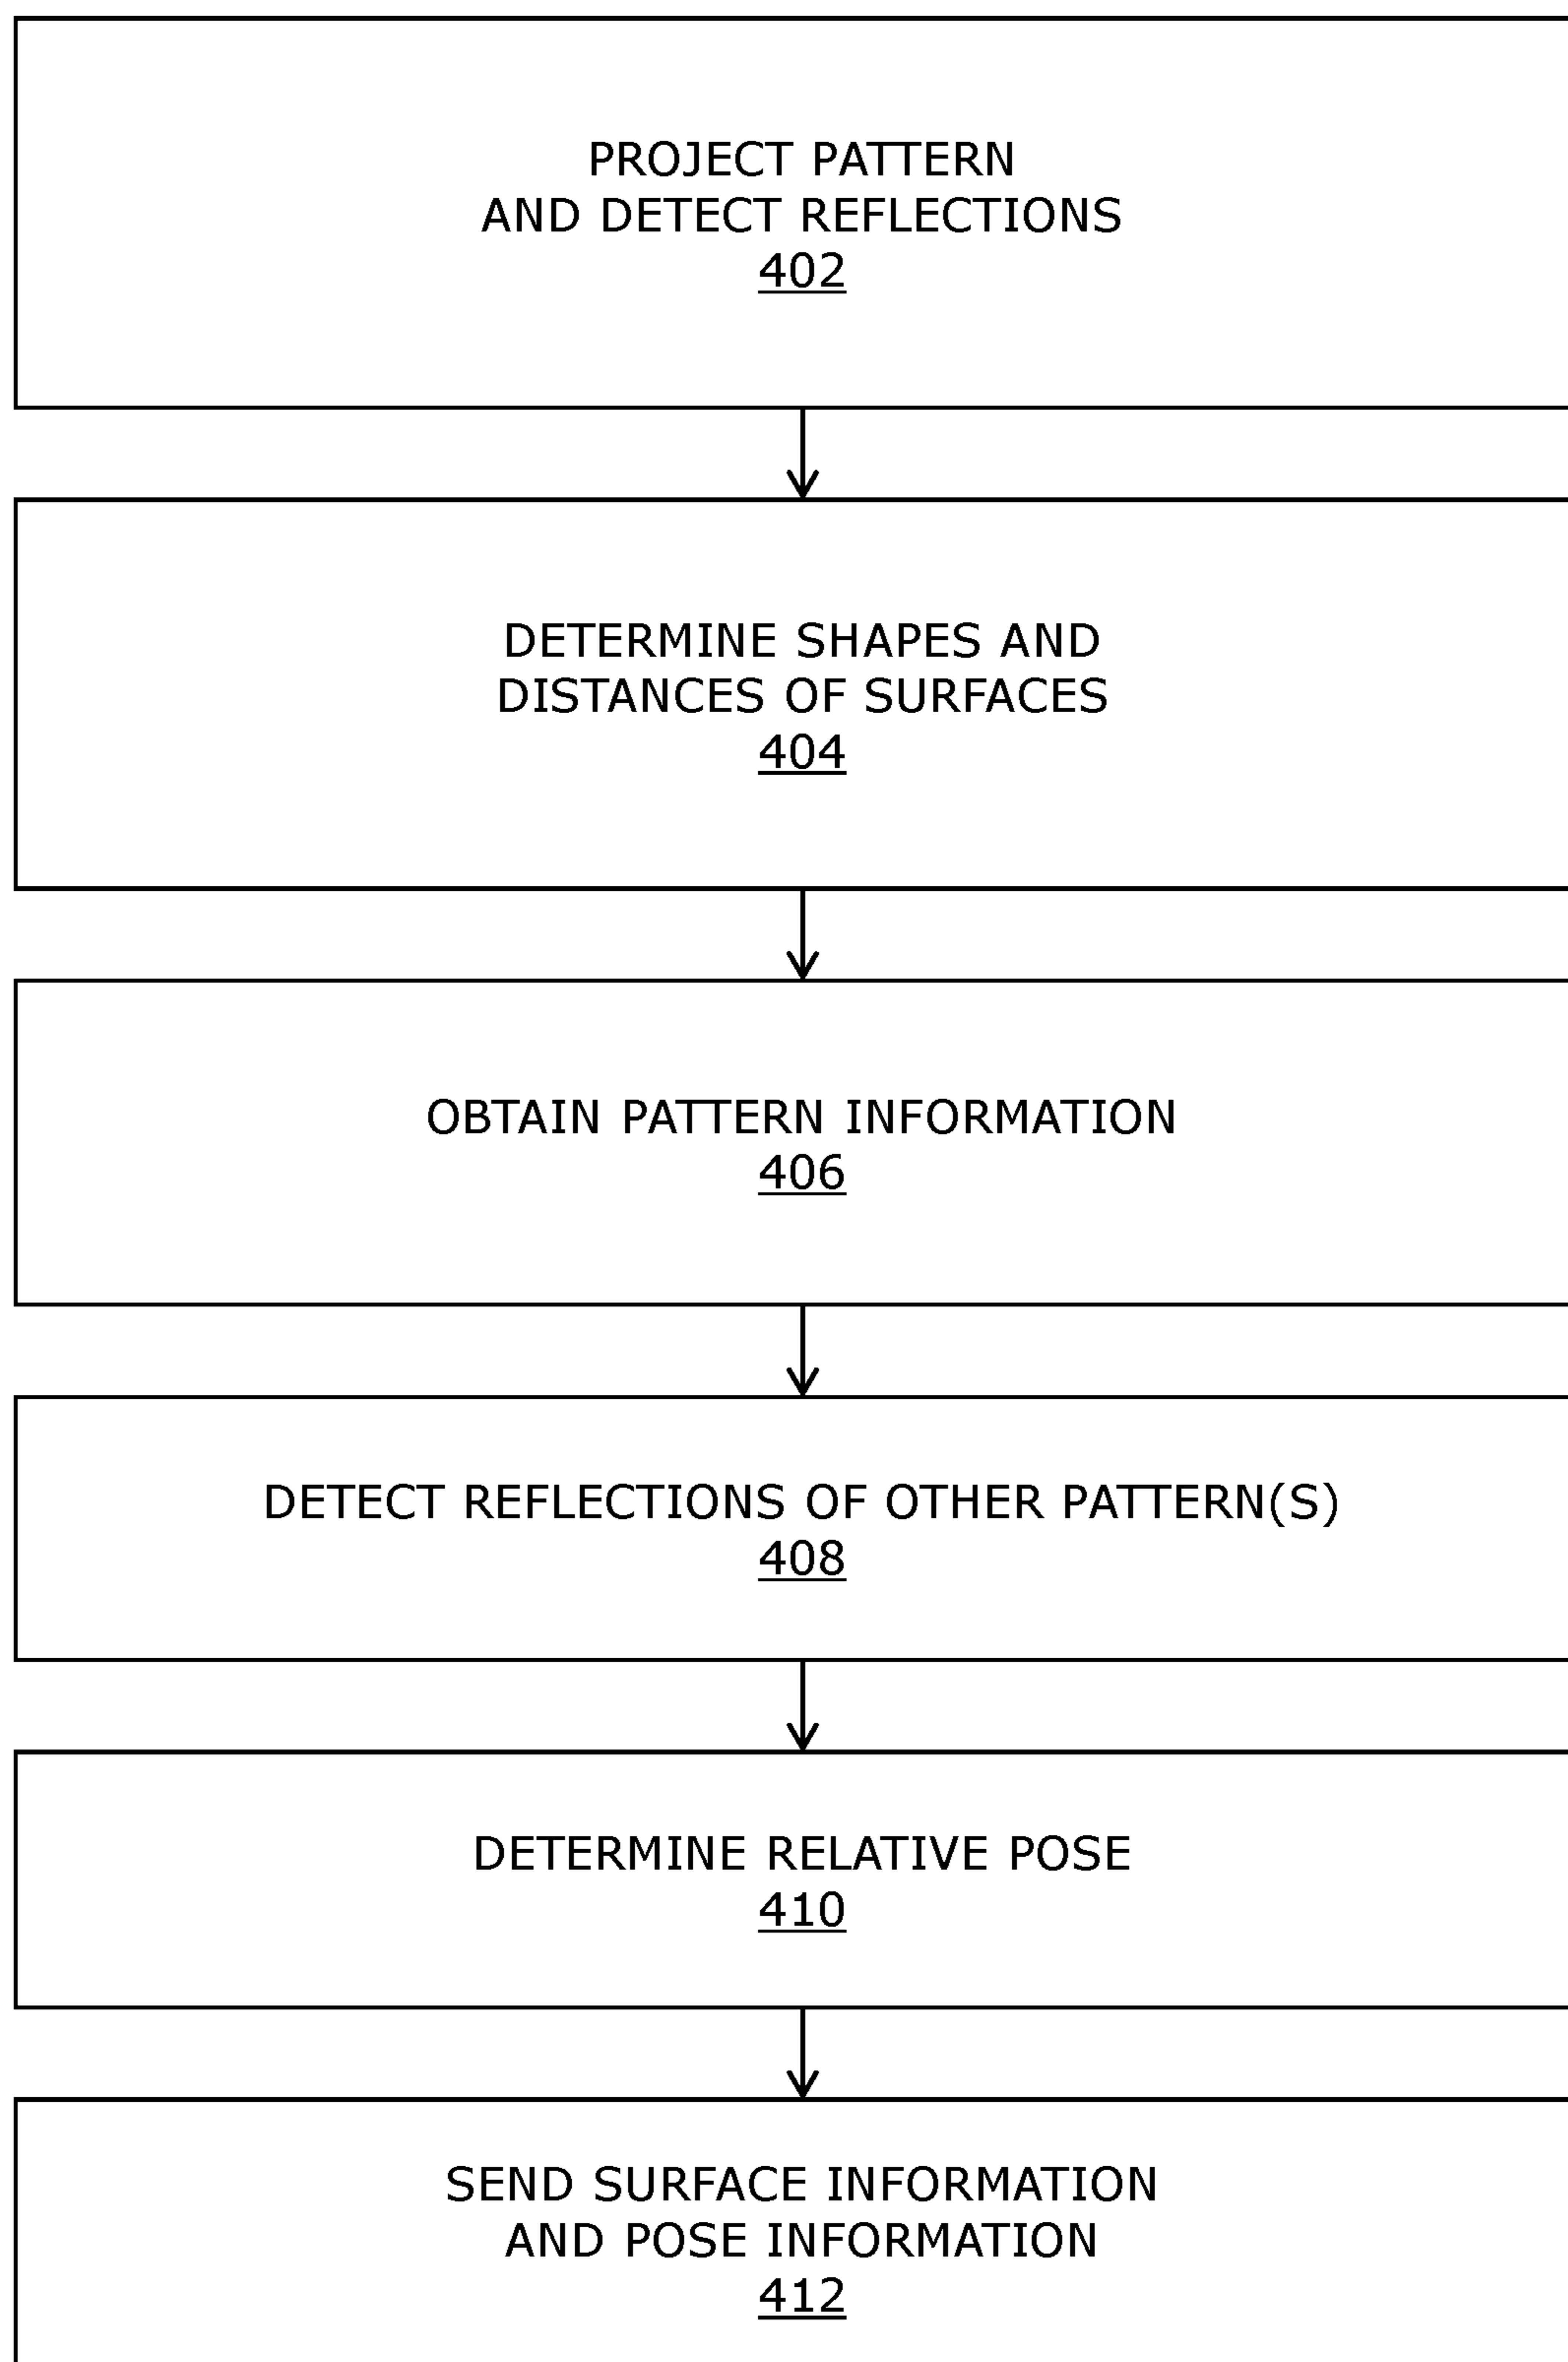 PROJECT PATTERN
AND DETECT REFLECTIONS
402
DETERMINE SHAPES AND
DISTANCES OF SURFACES
404
OBTAIN PATTERN INFORMATION
406
DETECT REFLECTIONS OF OTHER PATTERN(S)
408
DETERMINE RELATIVE POSE
410
SEND SURFACE INFORMATION
AND POSE INFORMATION
412